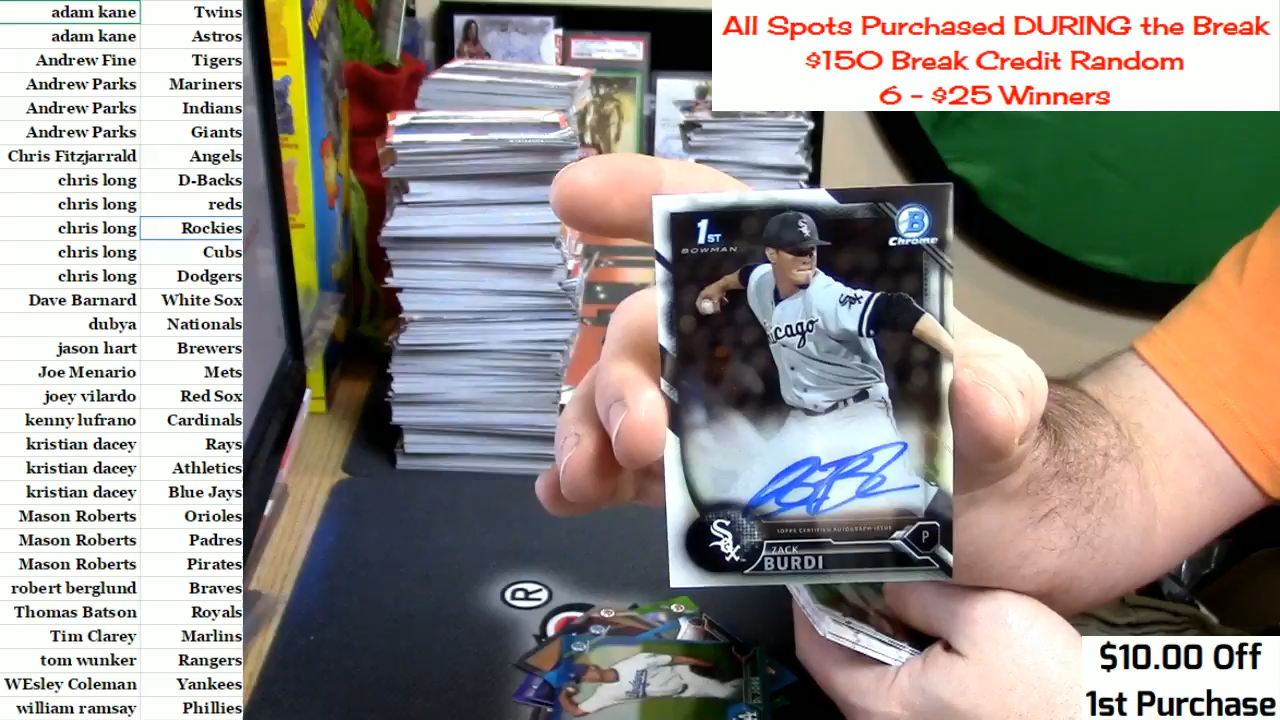 adam kane Twins
adam kane Astros
Andrew Fine Tigers
Andrew Parks Mariners
Andrew Parks Indians
Andrew Parks Giants
Chris Fitzjarrald Angels
chris long D-Backs
chris long reds
chris long Rockies
chris long Cubs
chris long Dodgers
Dave Barnard White Sox
dubya Nationals
jason hart Brewers
Joe Menario Mets
joey vilardo Red Sox
kenny lufrano Cardinals
kristian dacey Rays
kristian dacey Athletics
kristian dacey Blue Jays
Mason Roberts Orioles
Mason Roberts Padres
Mason Roberts Pirates
robert berglund Braves
Thomas Batson Royals
Tim Clarey Marlins
tom wunker Rangers
WEsley Coleman Yankees
william ramsay Phillies
All Spots Purchased DURING the Break
$150 Break Credit Random
6 - $25 Winners
1ST
BOWMAN
B
Chrome
Sox
Chicago
TOPPS CERTIFIED AUTOGRAPH ISSUE
Sox
ZACK
BURDI
P
®
$10.00 Off
1st Purchase